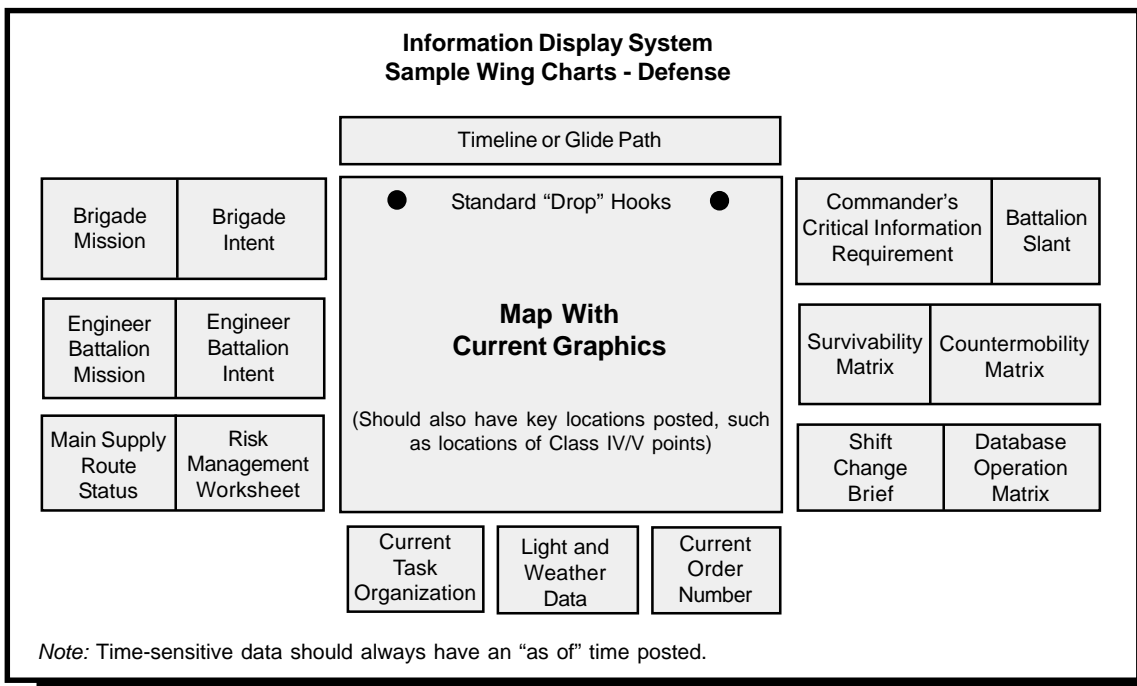 Information Display System
Sample Wing Charts - Defense
Timeline or Glide Path
Brigade
Mission
Brigade
Intent
Standard “Drop” Hooks
Commander’s
Critical Information
Requirement
Battalion
Slant
Engineer
Battalion
Mission
Engineer
Battalion
Intent
Map With
Current Graphics
Survivability
Matrix
Countermobility
Matrix
Main Supply
Route
Status
Risk
Management
Worksheet
(Should also have key locations posted, such
as locations of Class IV/V points)
Shift
Change
Brief
Database
Operation
Matrix
Current
Task
Organization
Light and
Weather
Data
Current
Order
Number
Note: Time-sensitive data should always have an “as of” time posted.